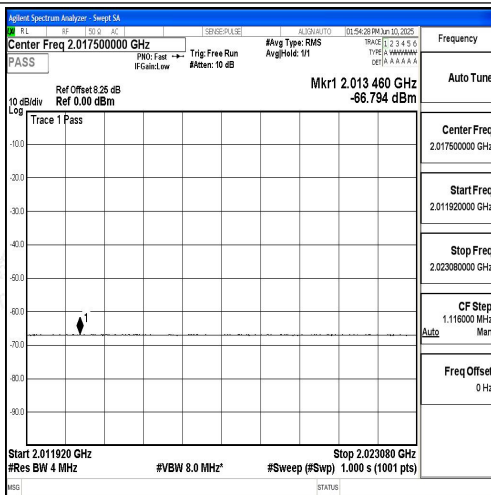 Agilent Spectrum Analyzer - Swept SA
RL RF 50 Ω AC SENSE:PULSE ALIGNAUTO 01:54:28 PM Jun 10, 2025
Center Freq 2.017500000 GHz #Avg Type: RMS TRACE 1 2 3 4 5 6 Frequency
PASS PNO: Fast Trig: Free Run Avg|Hold: 1/1 TYPE A
IFGain:Low #Atten: 10 dB DET A A A A A A
Auto Tune
Ref Offset 8.25 dB Mkr1 2.013 460 GHz
10 dB/div Ref 0.00 dBm -66.794 dBm
Log
Trace 1 Pass
Center Freq
2.017500000 GHz
-10.0
-20.0
Start Freq
2.011920000 GHz
-30.0
-40.0
Stop Freq
2.023080000 GHz
-50.0
-60.0
1
CF Step
1.116000 MHz
Auto Man
-70.0
-80.0
Freq Offset
0 Hz
-90.0
Start 2.011920 GHz Stop 2.023080 GHz
#Res BW 4 MHz #VBW 8.0 MHz* #Sweep (#Swp) 1.000 s (1001 pts)
MSG STATUS